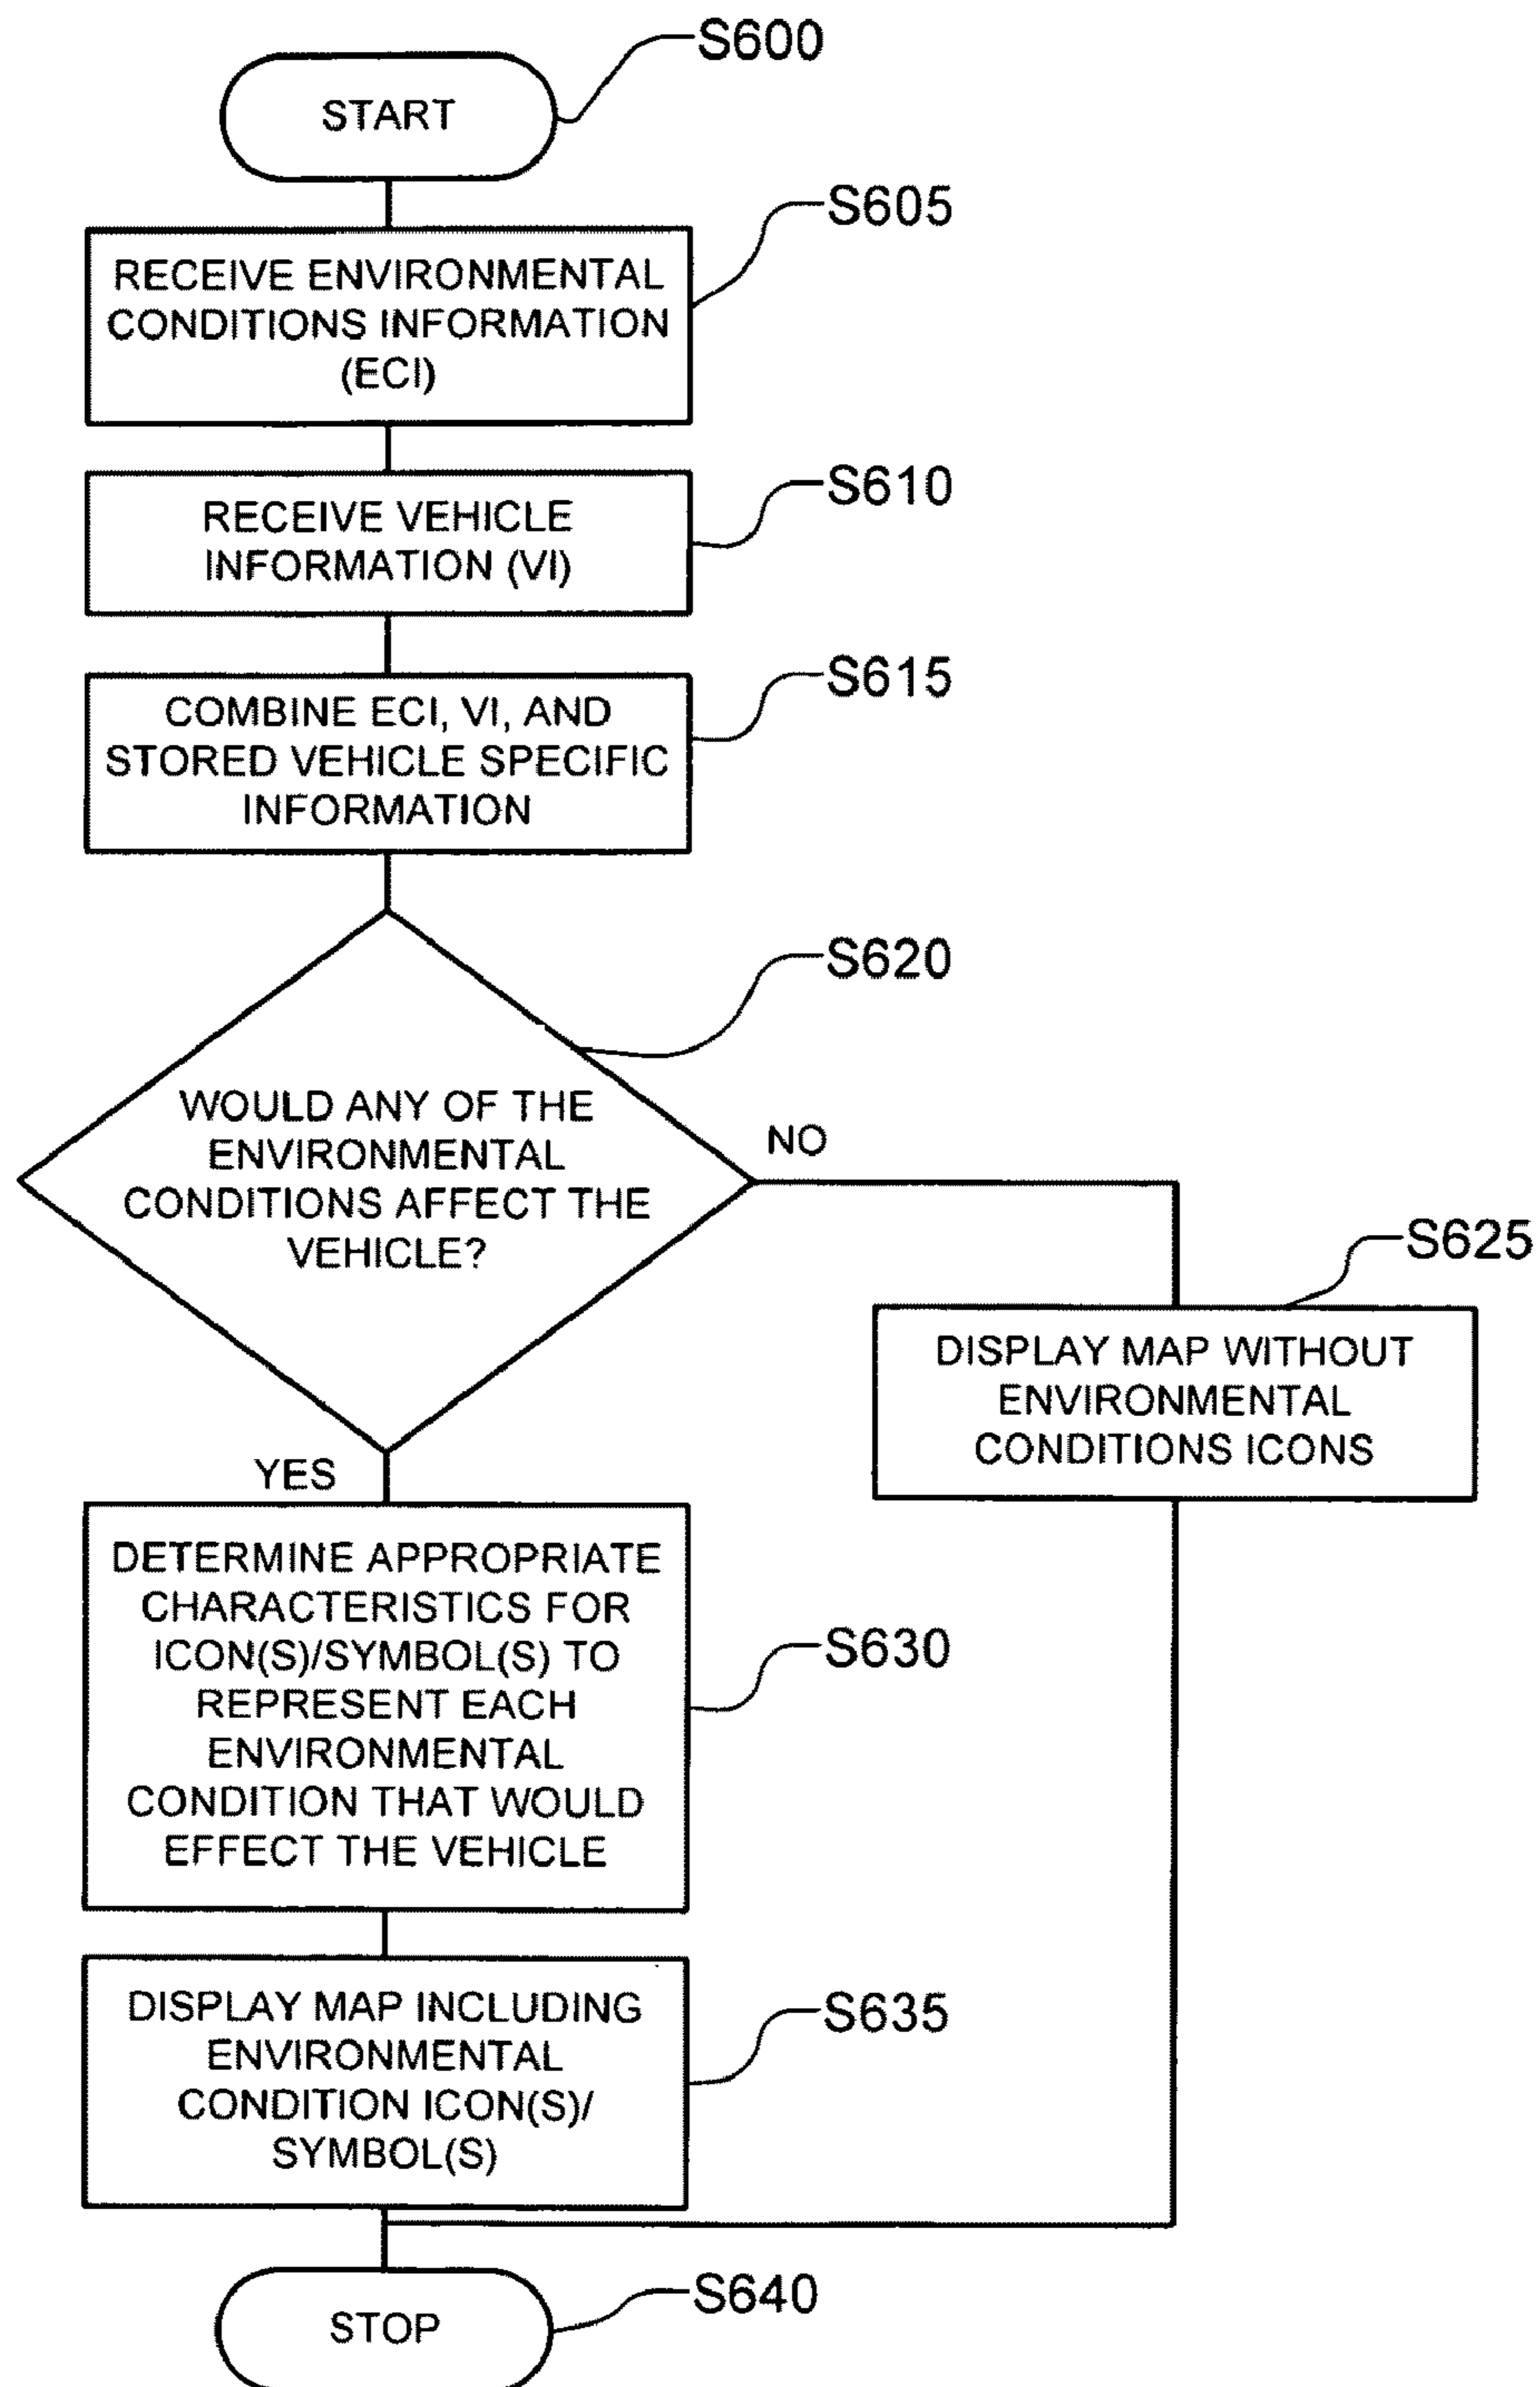 S600
START
S605
RECEIVE ENVIRONMENTAL
CONDITIONS INFORMATION
(ECI)
S610
RECEIVE VEHICLE
INFORMATION (VI)
S615
COMBINE ECI, VI, AND
STORED VEHICLE SPECIFIC
INFORMATION
S620
WOULD ANY OF THE
ENVIRONMENTAL
CONDITIONS AFFECT THE
VEHICLE?
NO
S625
DISPLAY MAP WITHOUT
ENVIRONMENTAL
CONDITIONS ICONS
YES
DETERMINE APPROPRIATE
CHARACTERISTICS FOR
ICON(S)/SYMBOL(S) TO
REPRESENT EACH
ENVIRONMENTAL
CONDITION THAT WOULD
EFFECT THE VEHICLE
S630
DISPLAY MAP INCLUDING
ENVIRONMENTAL
CONDITION ICON(S)/
SYMBOL(S)
S635
STOP
S640